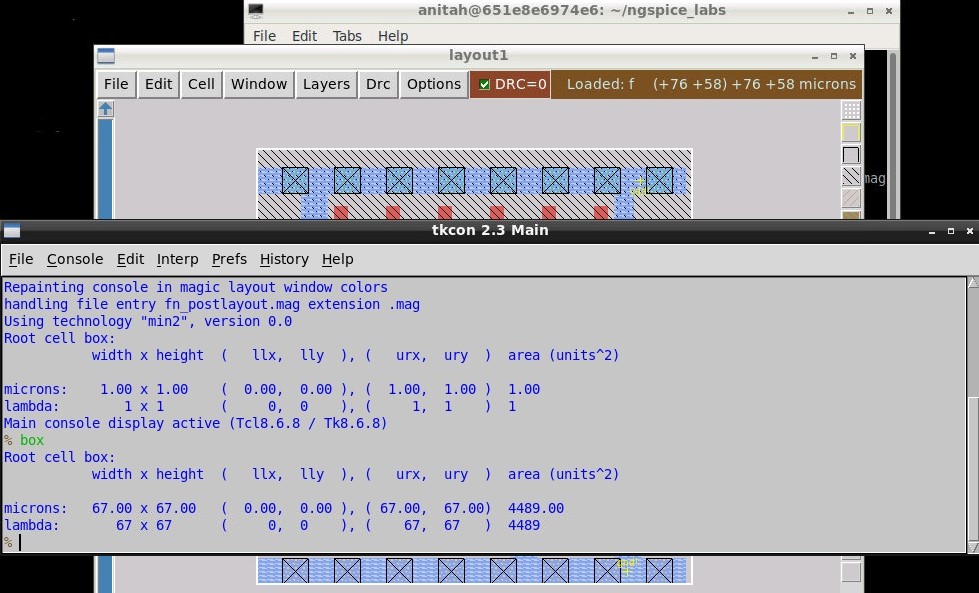 anitah@651e8e6974e6: ~/ngspice_labs
File Edit Tabs Help
layout1
File Edit Cell Window Layers Drc Options DRC=0 Loaded: f (+76 +58) +76 +58 microns
mag
tkcon 2.3 Main
File Console Edit Interp Prefs History Help
Repainting console in magic layout window colors
handling file entry fn_postlayout.mag extension .mag
Using technology "min2", version 0.0
Root cell box:
width x height ( llx, lly ), ( urx, ury ) area (units^2)
microns: 1.00 x 1.00 ( 0.00, 0.00 ), ( 1.00, 1.00 ) 1.00
lambda: 1 x 1 ( 0, 0 ), ( 1, 1 ) 1
Main console display active (Tcl8.6.8 / Tk8.6.8)
% box
Root cell box:
width x height ( llx, lly ), ( urx, ury ) area (units^2)
microns: 67.00 x 67.00 ( 0.00, 0.00 ), ( 67.00, 67.00) 4489.00
lambda: 67 x 67 ( 0, 0 ), ( 67, 67 ) 4489
%